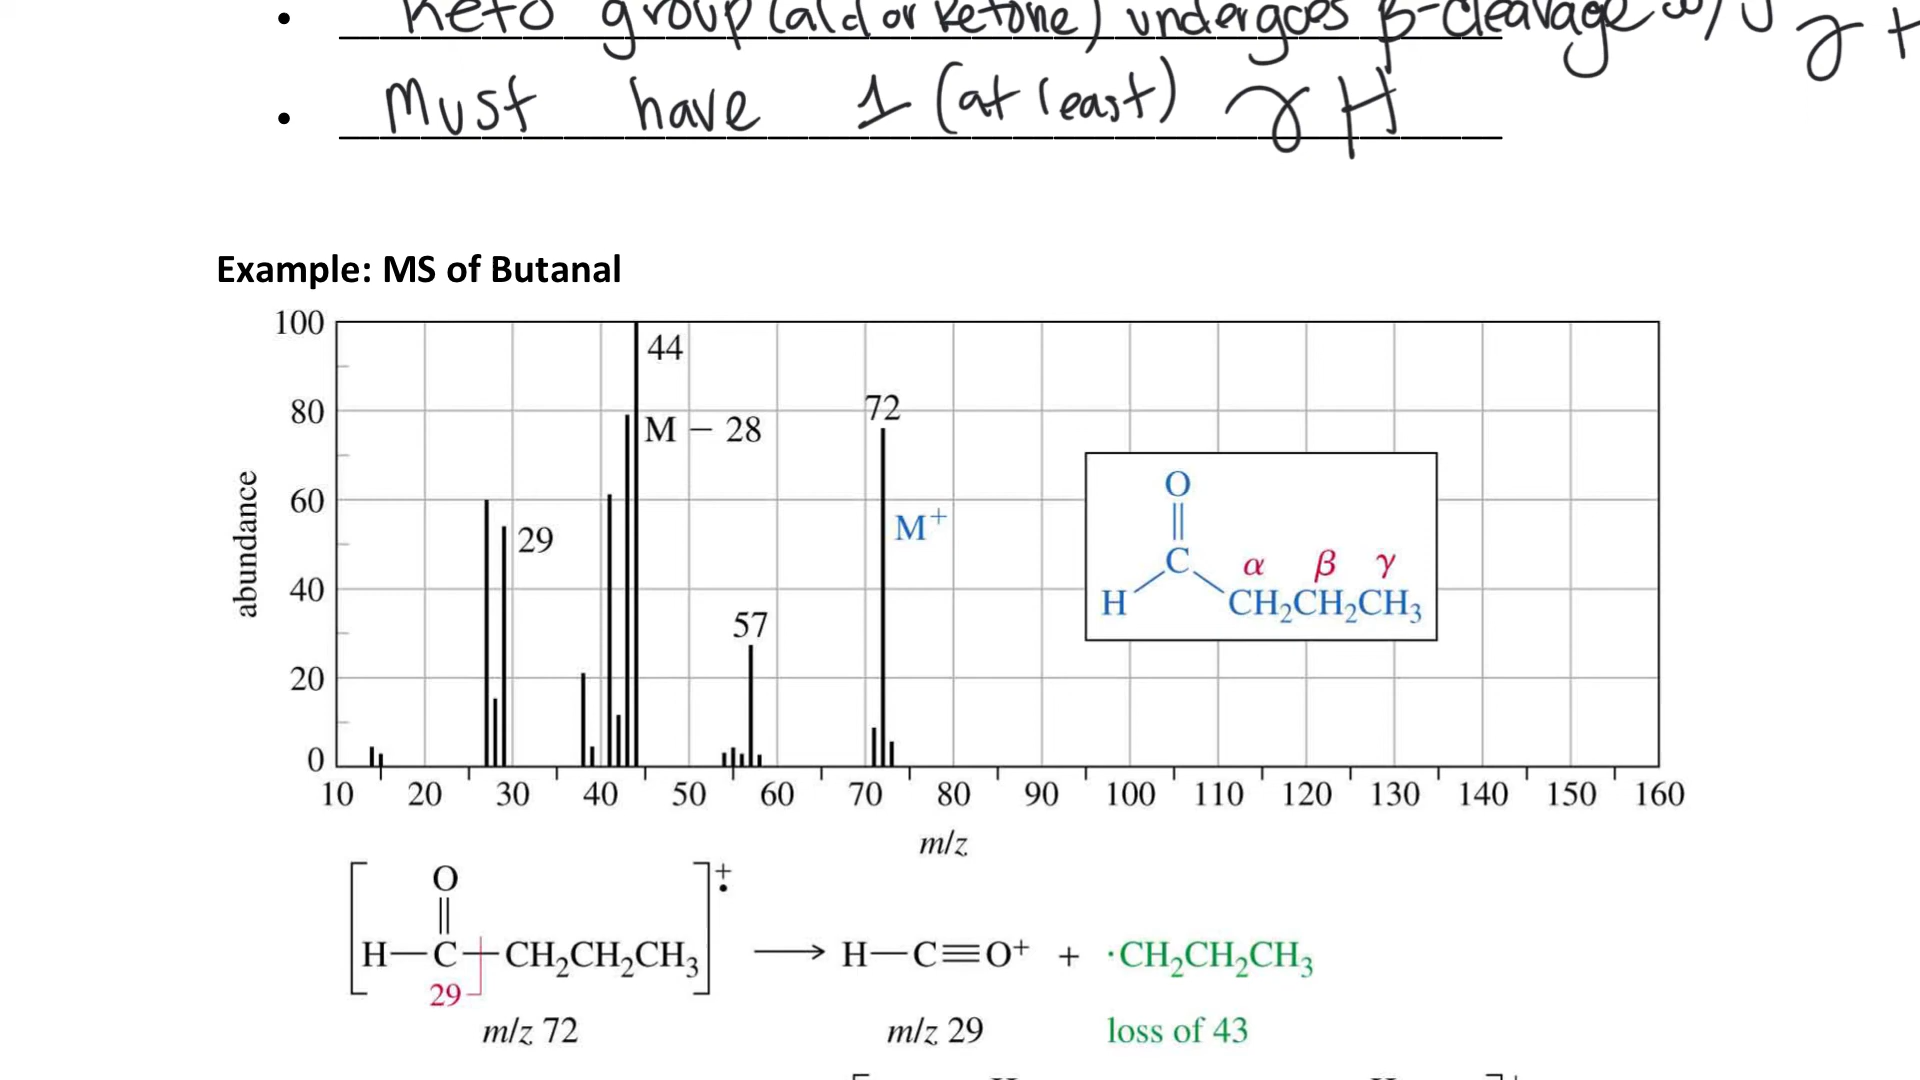 • Keto group (ald or ketone) undergoes β-cleavage w/ γ H
• Must have 1 (at least) γ H
Example: MS of Butanal
100
44
80
72
M − 28
O
60
M⁺
29
C α β γ
abundance
40
H CH₂CH₂CH₃
57
20
0
10 20 30 40 50 60 70 80 90 100 110 120 130 140 150 160
m/z
O
H—C—CH₂CH₂CH₃ ⟶ H—C≡O⁺ + ·CH₂CH₂CH₃
29
m/z 72 m/z 29 loss of 43